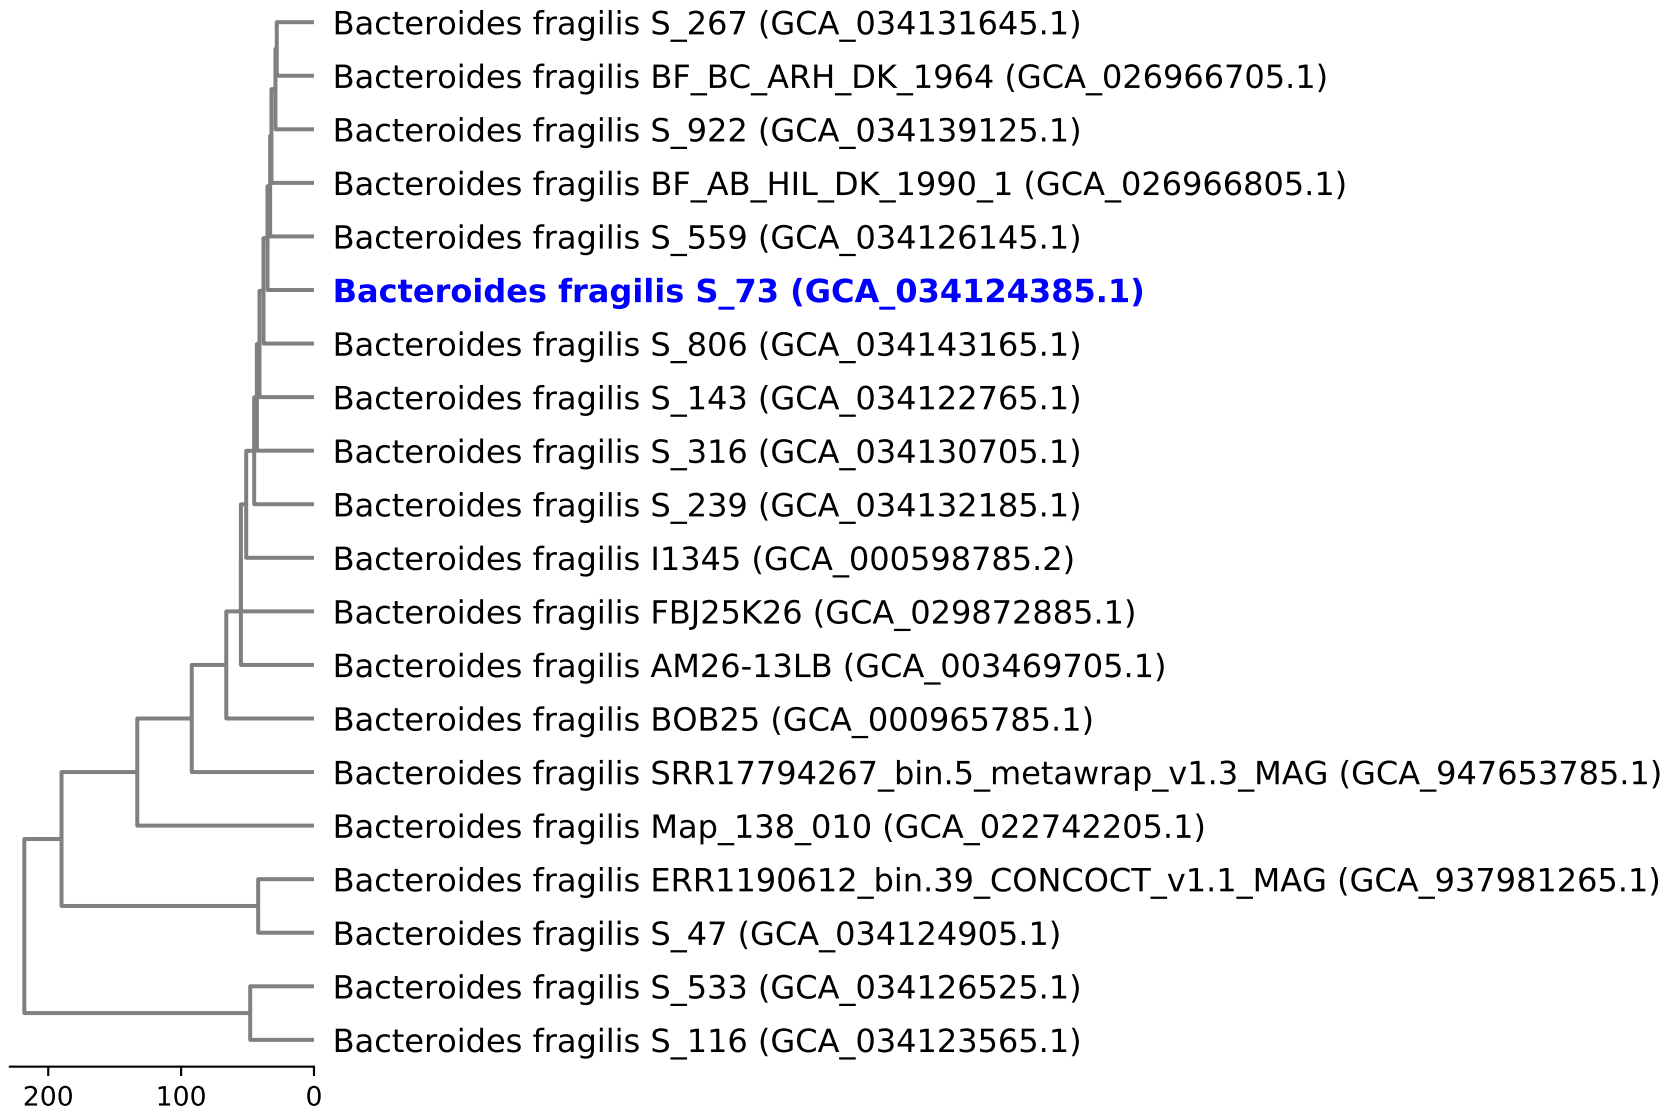 Bacteroides fragilis S_267 (GCA_034131645.1)
Bacteroides fragilis BF_BC_ARH_DK_1964 (GCA_026966705.1)
Bacteroides fragilis S_922 (GCA_034139125.1)
Bacteroides fragilis BF_AB_HIL_DK_1990_1 (GCA_026966805.1)
Bacteroides fragilis S_559 (GCA_034126145.1)
Bacteroides fragilis S_73 (GCA_034124385.1)
Bacteroides fragilis S_806 (GCA_034143165.1)
Bacteroides fragilis S_143 (GCA_034122765.1)
Bacteroides fragilis S_316 (GCA_034130705.1)
Bacteroides fragilis S_239 (GCA_034132185.1)
Bacteroides fragilis I1345 (GCA_000598785.2)
Bacteroides fragilis FBJ25K26 (GCA_029872885.1)
Bacteroides fragilis AM26-13LB (GCA_003469705.1)
Bacteroides fragilis BOB25 (GCA_000965785.1)
Bacteroides fragilis SRR17794267_bin.5_metawrap_v1.3_MAG (GCA_947653785.1)
Bacteroides fragilis Map_138_010 (GCA_022742205.1)
Bacteroides fragilis ERR1190612_bin.39_CONCOCT_v1.1_MAG (GCA_937981265.1)
Bacteroides fragilis S_47 (GCA_034124905.1)
Bacteroides fragilis S_533 (GCA_034126525.1)
Bacteroides fragilis S_116 (GCA_034123565.1)
200 100 0